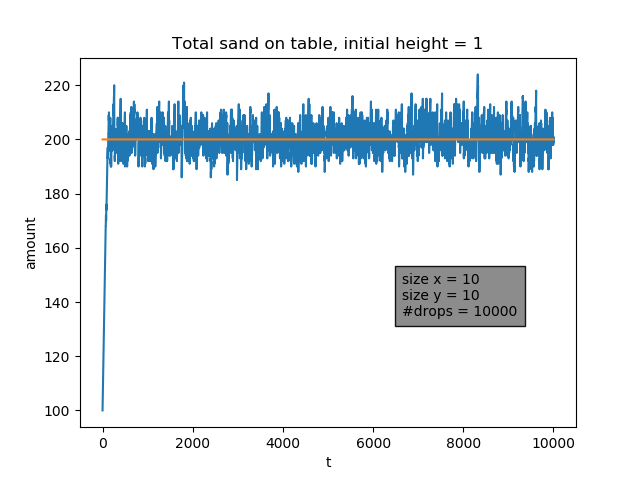 Total sand on table, initial height = 1
220
200
180
160
140
120
100
amount
size x = 10
size y = 10
#drops = 10000
0
2000
4000
6000
8000
10000
t